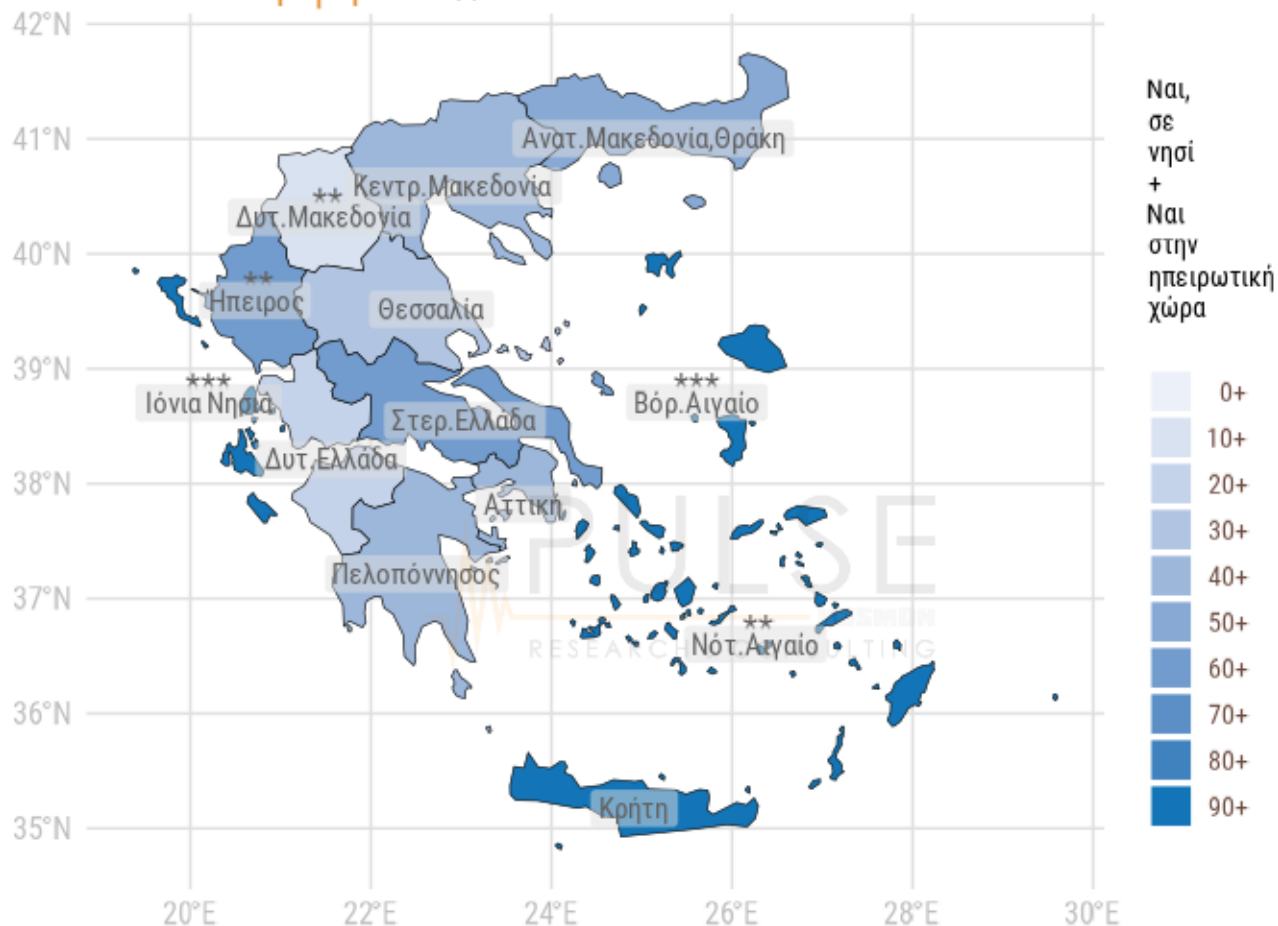 42°N
41°N
40°N
39°N
38°N
37°N
36°N
35°N
20°E
22°E
24°E
26°E
28°E
30°E
Ανατ.Μακεδονία,Θράκη
Κεντρ.Μακεδονία
**
Δυτ.Μακεδονία
**
Ήπειρος
Θεσσαλία
***
Ιόνια Νησιά
***
Βόρ.Αιγαίο
Στερ.Ελλάδα
Δυτ.Ελλάδα
Αττική
PULSE
Πελοπόννησος
**
Νότ.Αιγαίο
Κρήτη
Ναι,
σε
νησί
+
Ναι
στην
ηπειρωτική
χώρα
0+
10+
20+
30+
40+
50+
60+
70+
80+
90+